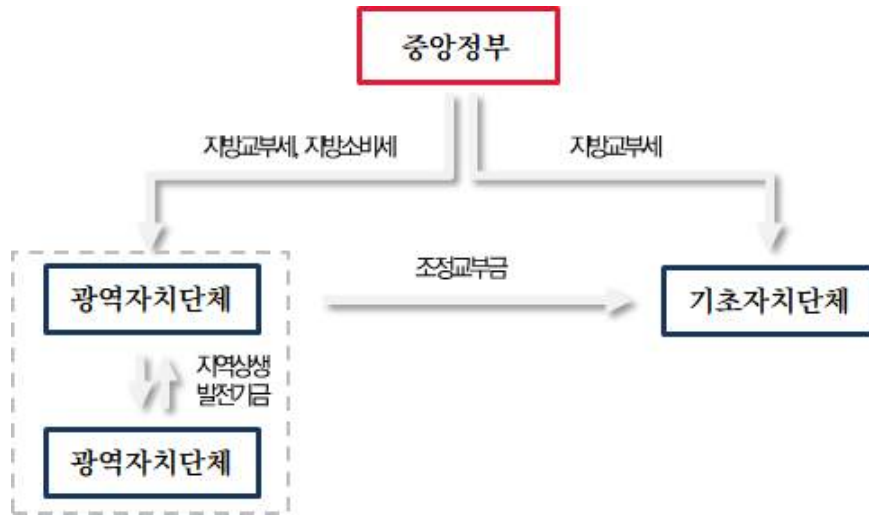 중앙정부
지방교부세, 지방소비세
지방교부세
광역자치단체
조정교부금
기초자치단체
지역상생
발전기금
광역자치단체